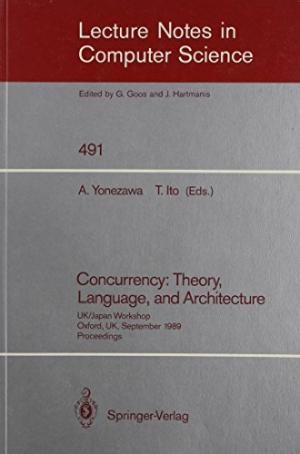 Lecture Notes in
Computer Science
Edited by G. Goos and J. Hartmanis
491
A. Yonezawa T. Ito (Eds.)
Concurrency: Theory,
Language, and Architecture
UK/Japan Workshop
Oxford, UK, September 1989
Proceedings
Springer-Verlag